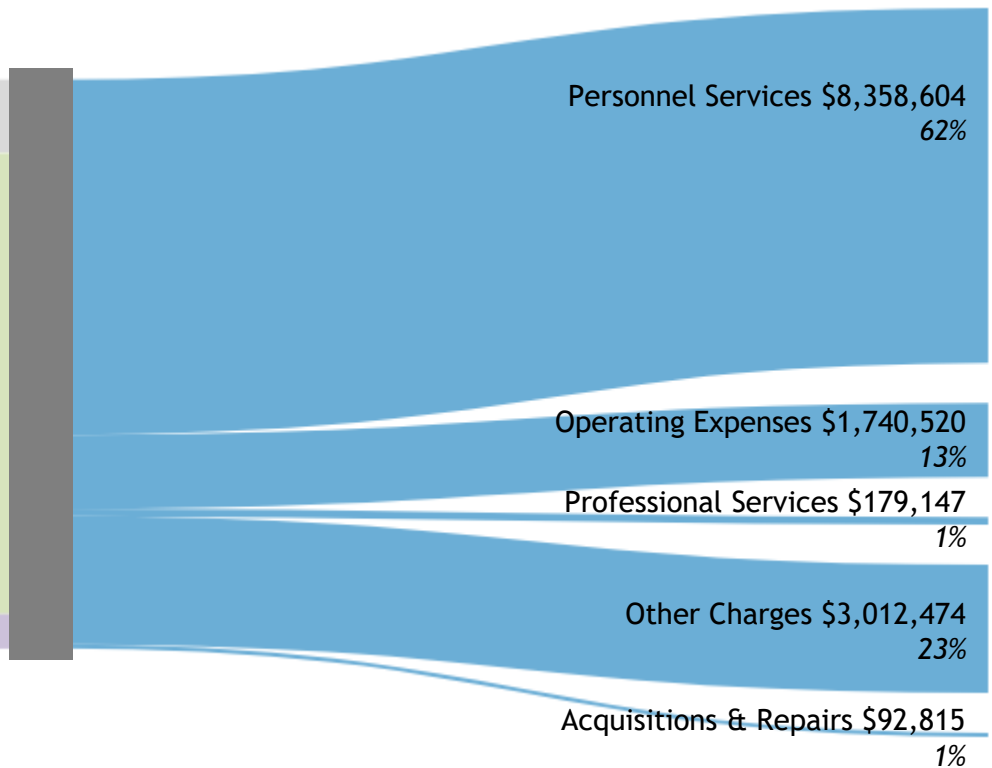 Personnel Services $8,358,604
62%
Operating Expenses $1,740,520
13%
Professional Services $179,147
1%
Other Charges $3,012,474
23%
Acquisitions & Repairs $92,815
1%